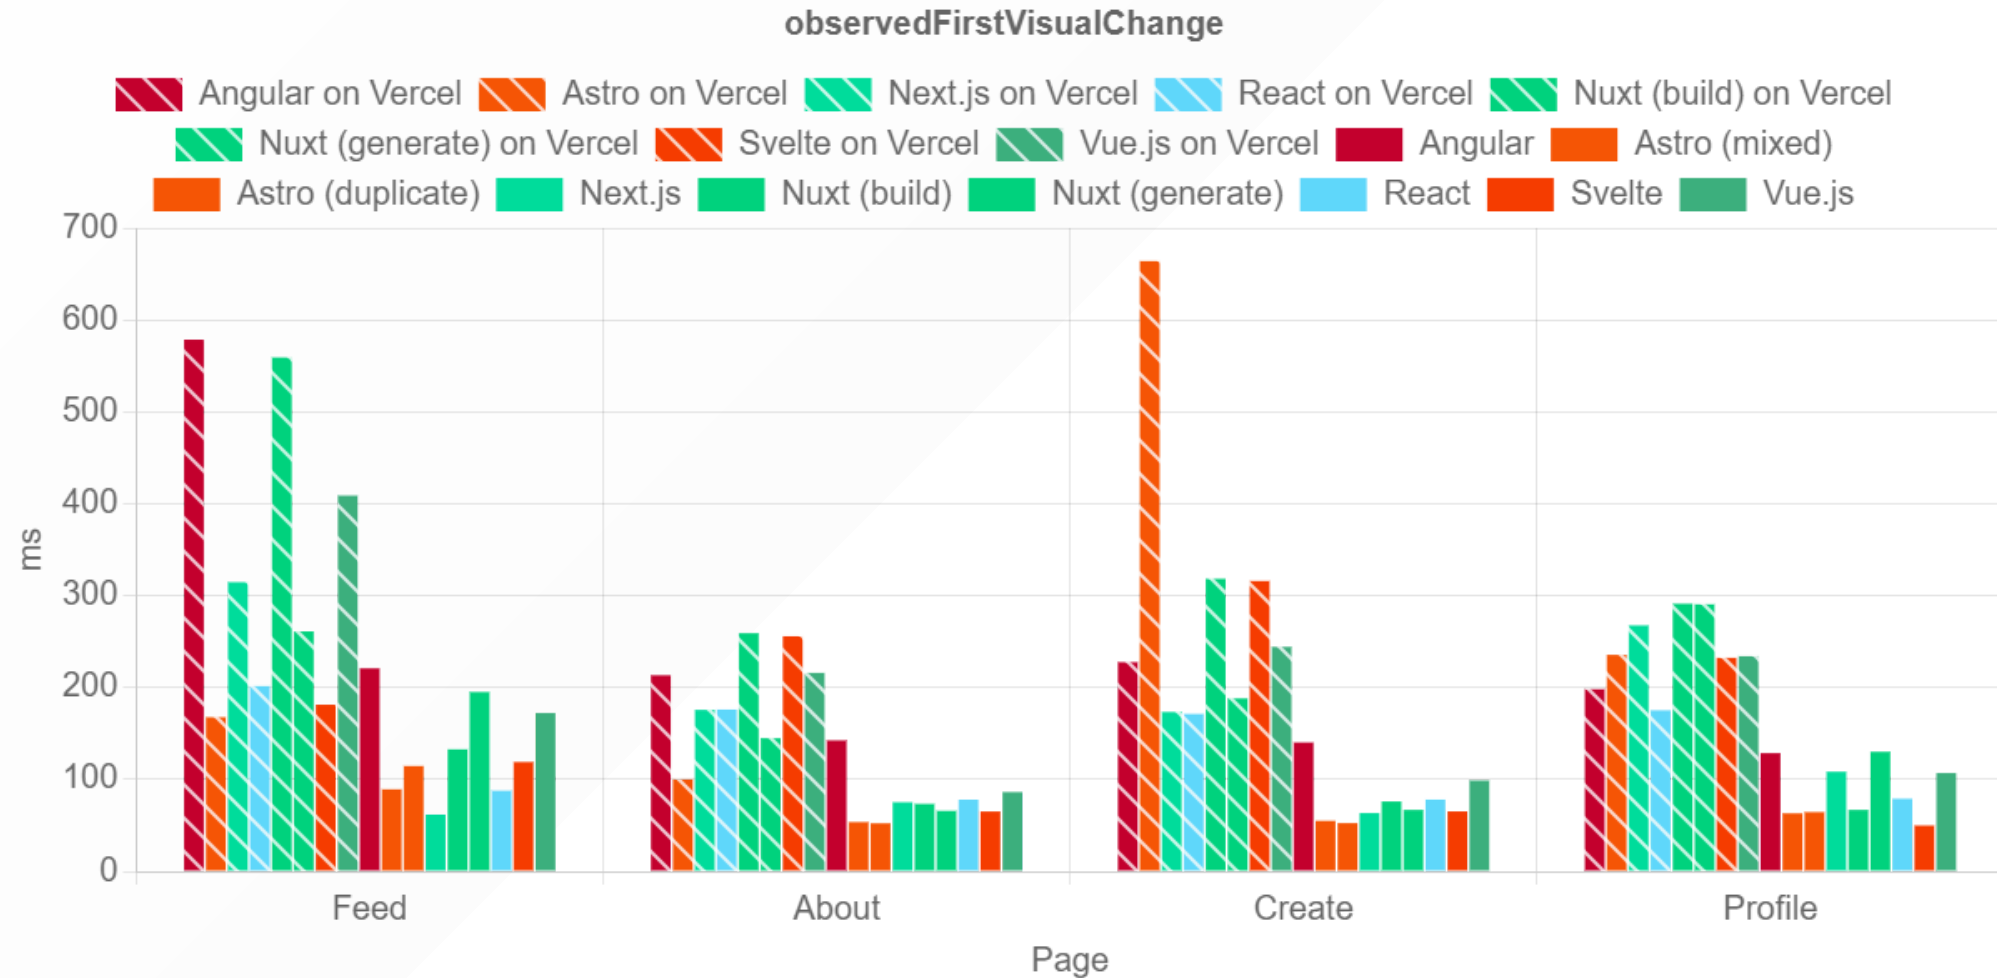 observedFirstVisualChange
Angular on Vercel Astro on Vercel Next.js on Vercel React on Vercel Nuxt (build) on Vercel
Nuxt (generate) on Vercel Svelte on Vercel Vue.js on Vercel Angular Astro (mixed)
Astro (duplicate) Next.js Nuxt (build) Nuxt (generate) React Svelte Vue.js
700
600
500
400
300
200
100
0
ms
Feed About Create Profile
Page